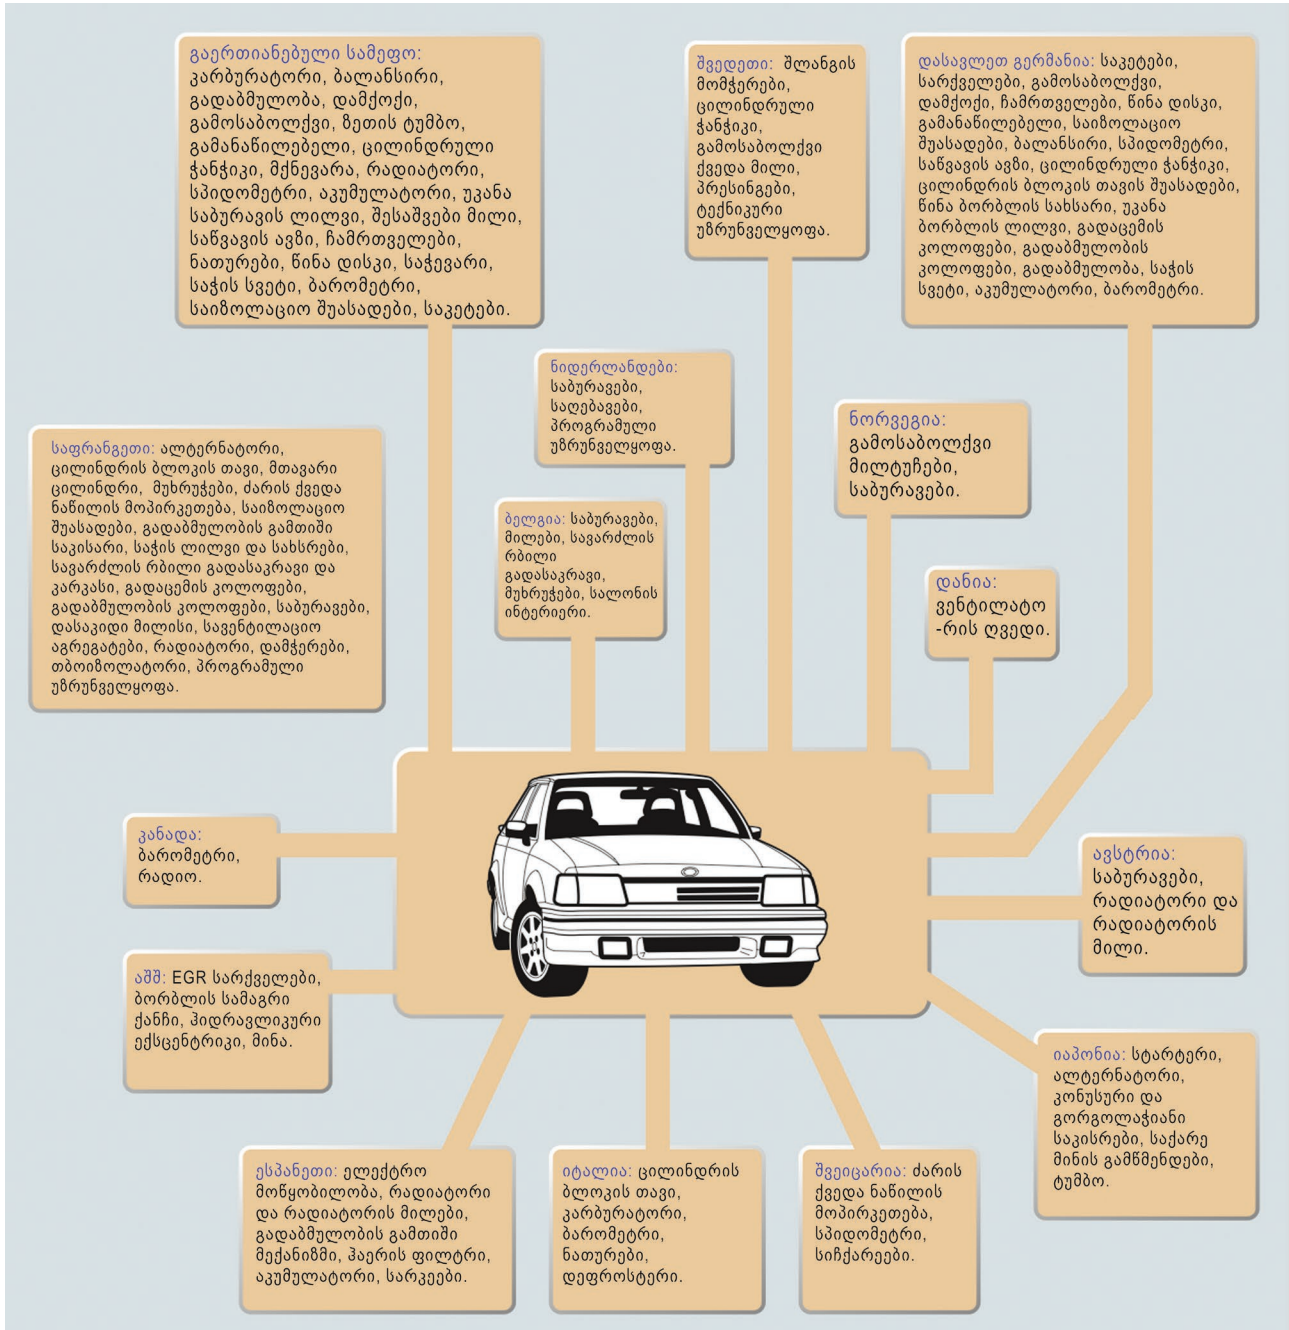 გაერთიანებული სამეფო:
კარბურატორი, ბალანსირი,
გადაბმულობა, დამქოქი,
გამოსაბოლქვი, ზეთის ტუმბო,
გამანაწილებელი, ცილინდრული
ჭანჭიკი, მქნევარა, რადიატორი,
სპიდომეტრი, აკუმულატორი, უკანა
საბურავის ლილვი, შესაშვები მილი,
საწვავის ავზი, ჩამრთველები,
ნათურები, წინა დისკი, საჭევარი,
საჭის სვეტი, ბარომეტრი,
საიზოლაციო შუასადები, საკეტები.
შვედეთი: შლანგის
მომჭერები,
ცილინდრული
ჭანჭიკი,
გამოსაბოლქვი
ქვედა მილი,
პრესინგები,
ტექნიკური
უზრუნველყოფა.
დასავლეთ გერმანია: საკეტები,
სარქველები, გამოსაბოლქვი,
დამქოქი, ჩამრთველები, წინა დისკი,
გამანაწილებელი, საიზოლაციო
შუასადები, ბალანსირი, სპიდომეტრი,
საწვავის ავზი, ცილინდრული ჭანჭიკი,
ცილინდრის ბლოკის თავის შუასადები,
წინა ბორბლის სახსარი, უკანა
ბორბლის ლილვი, გადაცემის
კოლოფები, გადაბმულობის
კოლოფები, გადაბმულობა, საჭის
სვეტი, აკუმულატორი, ბარომეტრი.
ნიდერლანდები:
საბურავები,
საღებავები,
პროგრამული
უზრუნველყოფა.
ნორვეგია:
გამოსაბოლქვი
მილტუჩები,
საბურავები.
საფრანგეთი: ალტერნატორი,
ცილინდრის ბლოკის თავი, მთავარი
ცილინდრი, მუხრუჭები, ძარის ქვედა
ნაწილის მოპირკეთება, საიზოლაციო
შუასადები, გადაბმულობის გამთიში
საკისარი, საჭის ლილვი და სახსრები,
სავარძლის რბილი გადასაკრავი და
კარკასი, გადაცემის კოლოფები,
გადაბმულობის კოლოფები, საბურავები,
დასაკიდი მილისი, სავენტილაციო
აგრეგატები, რადიატორი, დამჭერები,
თბოიზოლატორი, პროგრამული
უზრუნველყოფა.
ბელგია: საბურავები,
მილები, სავარძლის
რბილი
გადასაკრავი,
მუხრუჭები, სალონის
ინტერიერი.
დანია:
ვენტილატო
-რის ღვედი.
კანადა:
ბარომეტრი,
რადიო.
ავსტრია:
საბურავები,
რადიატორი და
რადიატორის
მილი.
აშშ: EGR სარქველები,
ბორბლის სამაგრი
ქანჩი, ჰიდრავლიკური
ექსცენტრიკი, მინა.
იაპონია: სტარტერი,
ალტერნატორი,
კონუსური და
გორგოლაჭიანი
საკისრები, საქარე
მინის გამწმენდები,
ტუმბო.
ესპანეთი: ელექტრო
მოწყობილობა, რადიატორი
და რადიატორის მილები,
გადაბმულობის გამთიში
მექანიზმი, ჰაერის ფილტრი,
აკუმულატორი, სარკეები.
იტალია: ცილინდრის
ბლოკის თავი,
კარბურატორი,
ბარომეტრი,
ნათურები,
დეფროსტერი.
შვეიცარია: ძარის
ქვედა ნაწილის
მოპირკეთება,
სპიდომეტრი,
სიჩქარეები.